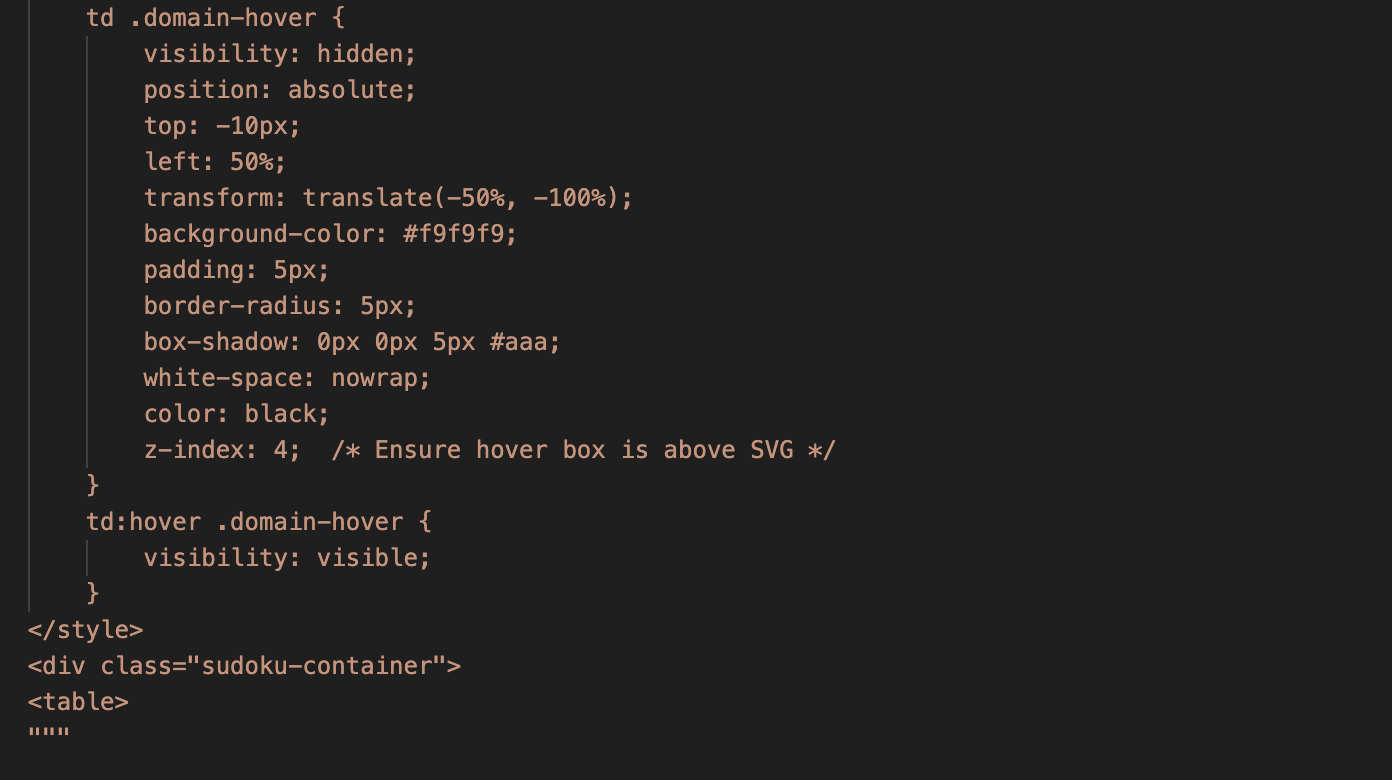 td .domain-hover {
visibility: hidden;
position: absolute;
top: -10px;
left: 50%;
transform: translate(-50%, -100%);
background-color: #f9f9f9;
padding: 5px;
border-radius: 5px;
box-shadow: 0px 0px 5px #aaa;
white-space: nowrap;
color: black;
z-index: 4;  /* Ensure hover box is above SVG */
}
td:hover .domain-hover {
visibility: visible;
}
</style>
<div class="sudoku-container">
<table>
"""